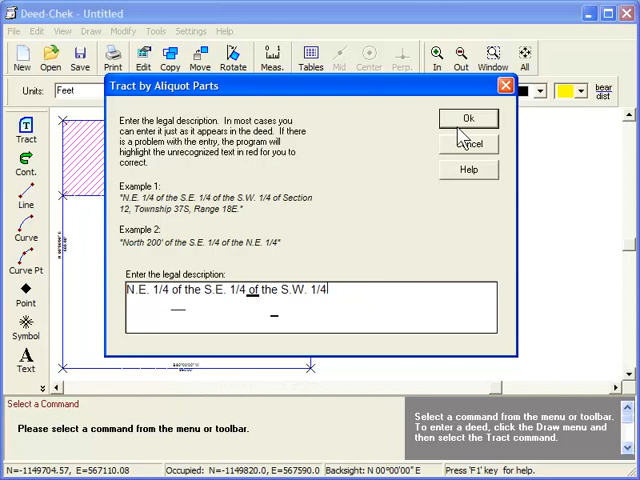 Deed-Chek - Untitled
File Edit View Draw Modify Tools Settings Help
New Open Save Print Edit Copy Move Rotate Meas. Tables Mid Center Perp. In Out Window All
Units: Feet
bear
dist
Tract by Aliquot Parts
Enter the legal description. In most cases you
can enter it just as it appears in the deed. If there
is a problem with the entry, the program will
highlight the unrecognized text in red for you to
correct.
Ok
Cancel
Help
Example 1:
"N.E. 1/4 of the S.E. 1/4 of the S.W. 1/4 of Section
12, Township 37S, Range 18E."
Example 2:
"North 200' of the S.E. 1/4 of the N.E. 1/4"
Enter the legal description:
N.E. 1/4 of the S.E. 1/4 of the S.W. 1/4
Tract
Cont.
Line
Curve
Curve Pt
Point
Symbol
Text
Select a Command
Please select a command from the menu or toolbar.
Select a command from the menu or toolbar.
To enter a deed, click the Draw menu and
then select the Tract command.
N=-1149704.57, E=567110.08 Occupied: N=-1149820.0 E=567590.0 Backsight: N 00°00'00" E Press 'F1' key for help.